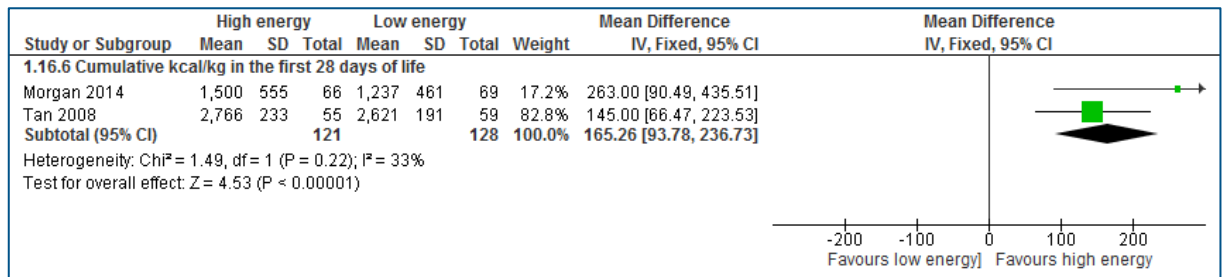 High energy Low energy Mean Difference Mean Difference
Study or Subgroup Mean SD Total Mean SD Total Weight IV, Fixed, 95% CI IV, Fixed, 95% CI
1.16.6 Cumulative kcal/kg in the first 28 days of life
Morgan 2014 1,500 555 66 1,237 461 69 17.2% 263.00 [90.49, 435.51]
Tan 2008 2,766 233 55 2,621 191 59 82.8% 145.00 [66.47, 223.53]
Subtotal (95% CI) 121 128 100.0% 165.26 [93.78, 236.73]
Heterogeneity: Chi² = 1.49, df = 1 (P = 0.22); I² = 33%
Test for overall effect: Z = 4.53 (P < 0.00001)
-200 -100 0 100 200
Favours low energy] Favours high energy